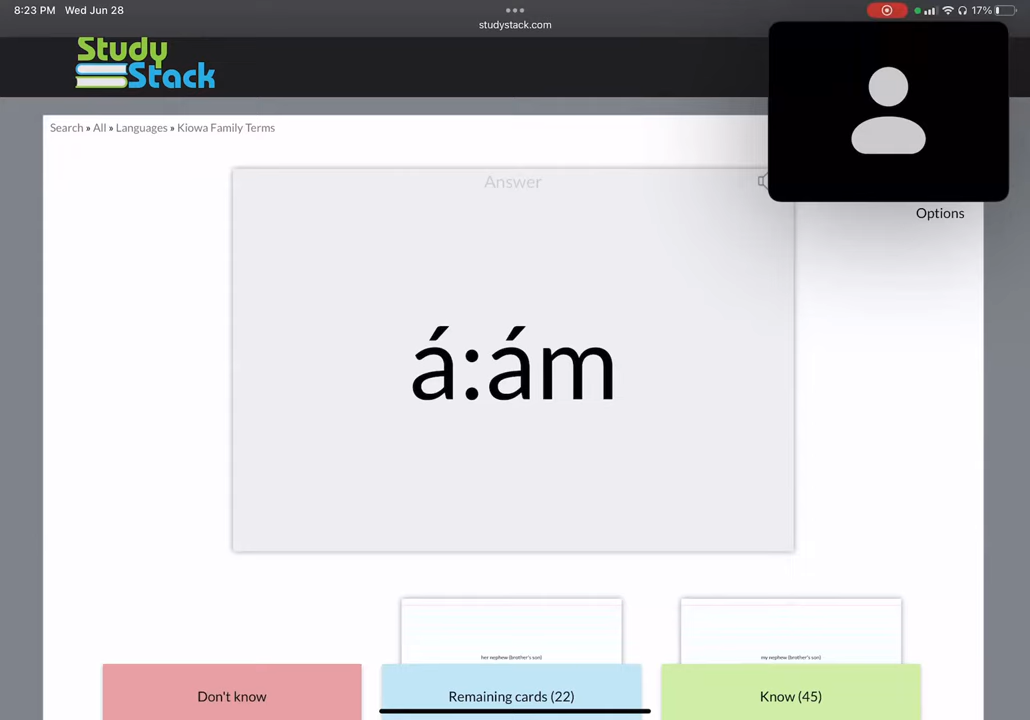 8:23 PM Wed Jun 28
17%
studystack.com
Study
Stack
Search » All » Languages » Kiowa Family Terms
Answer
Options
á:ám
her nephew (brother's son)
my nephew (brother's son)
Don't know
Remaining cards (22)
Know (45)